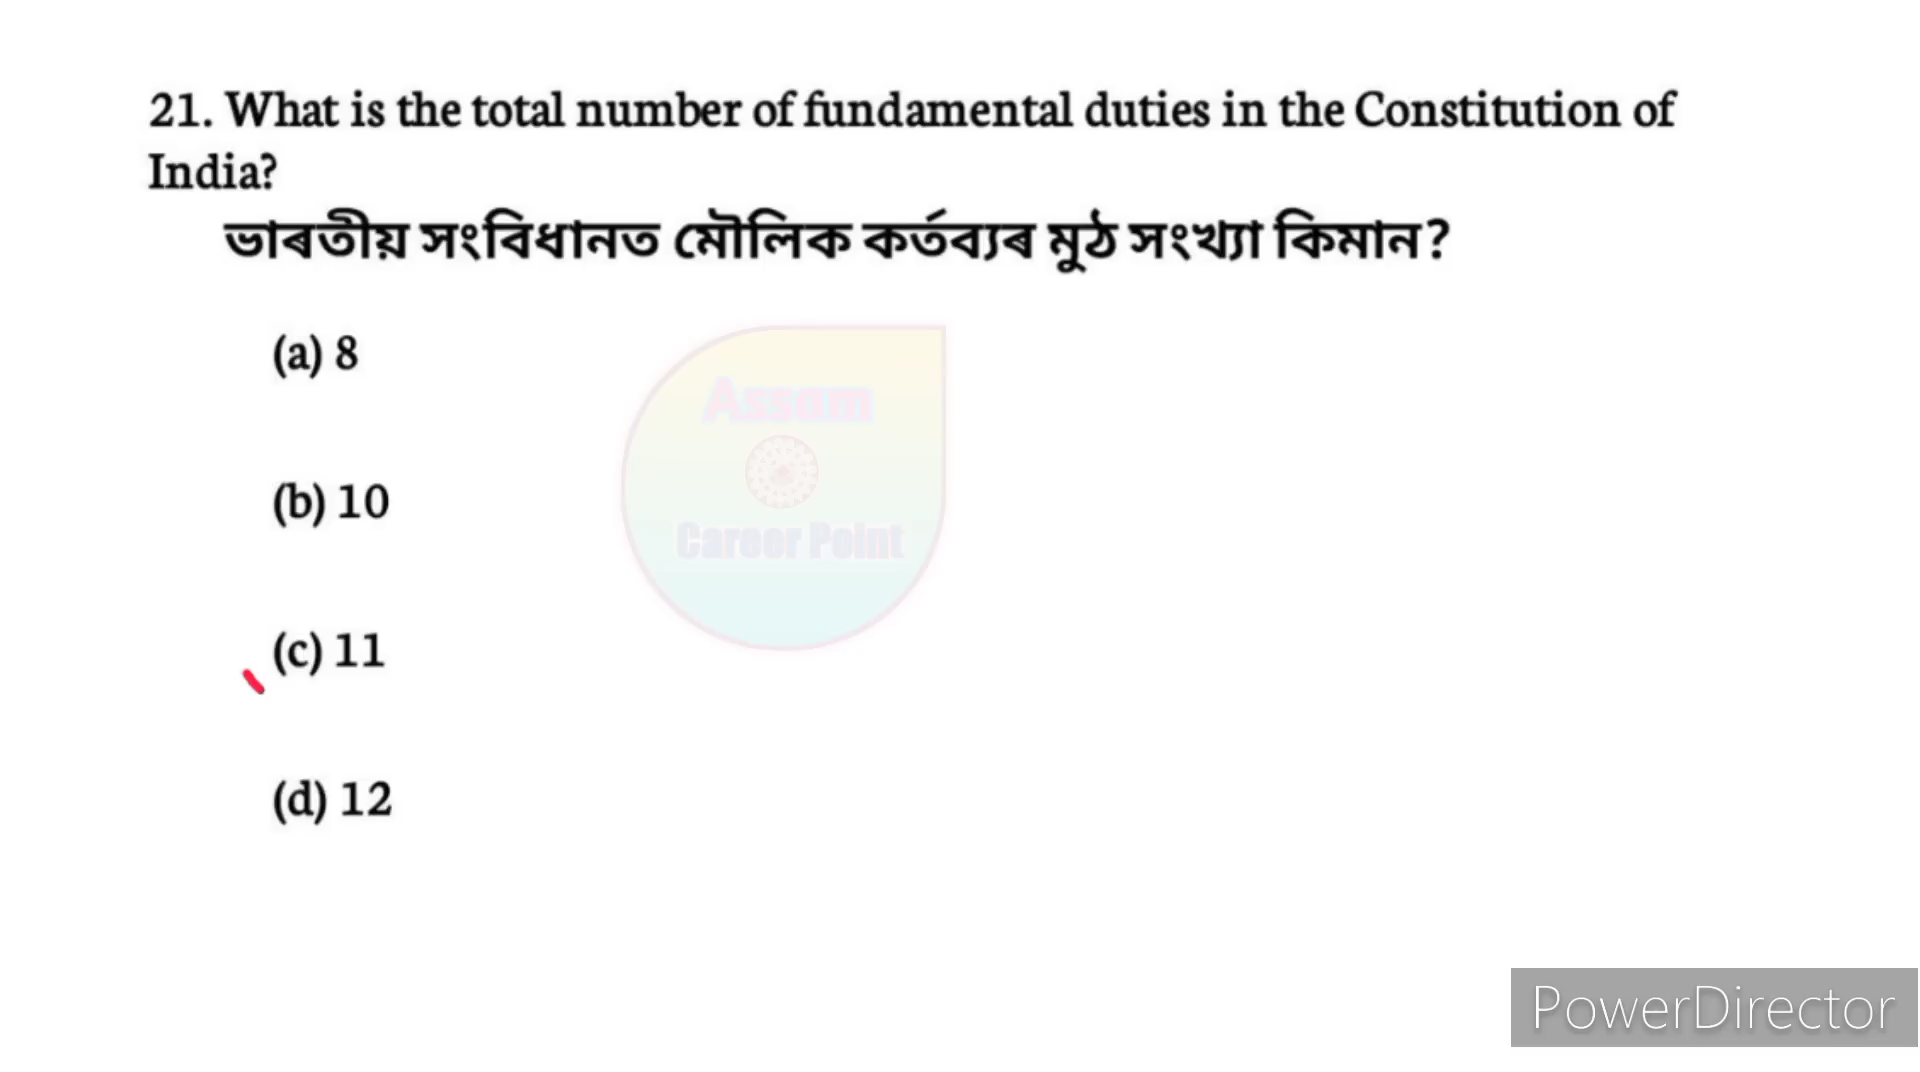 21. What is the total number of fundamental duties in the Constitution of
India?
ভাৰতীয় সংবিধানত মৌলিক কৰ্তব্যৰ মুঠ সংখ্যা কিমান?
(a) 8
Assam
Career Point
(b) 10
(c) 11
(d) 12
PowerDirector